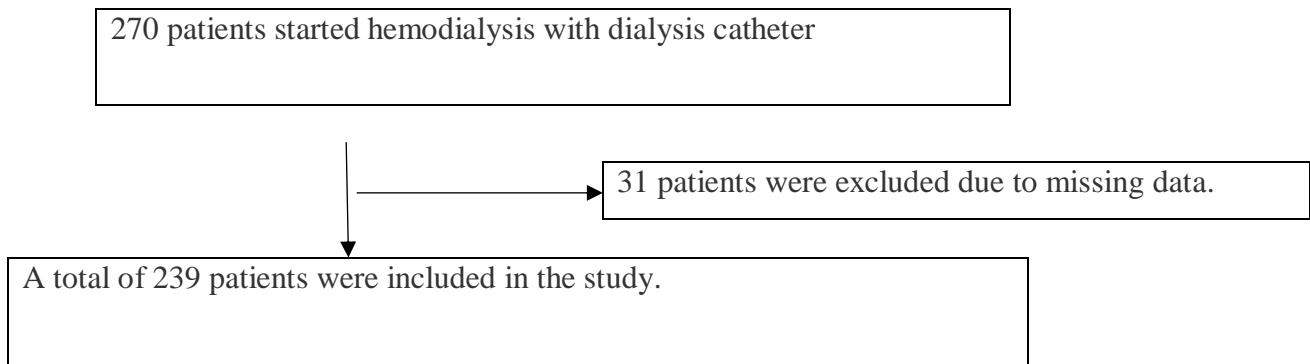 270 patients started hemodialysis with dialysis catheter
31 patients were excluded due to missing data.
A total of 239 patients were included in the study.